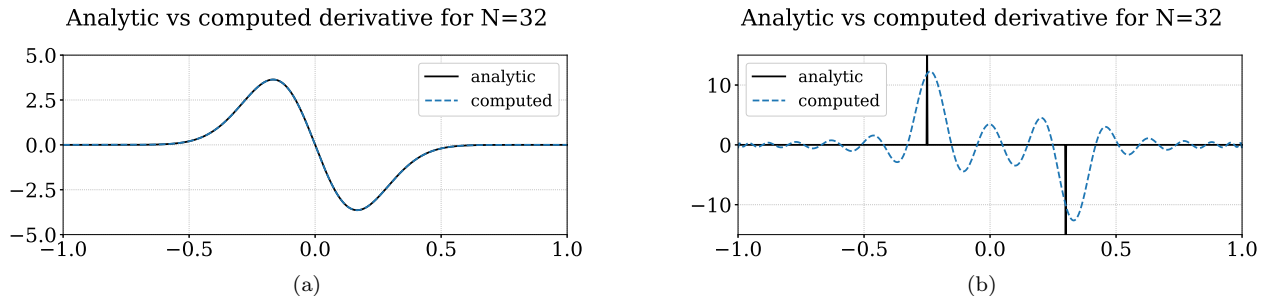 Analytic vs computed derivative for N=32
5.0
2.5
0.0
−2.5
−5.0
−1.0 −0.5 0.0 0.5 1.0
analytic
computed
(a)
Analytic vs computed derivative for N=32
10
0
−10
−1.0 −0.5 0.0 0.5 1.0
analytic
computed
(b)